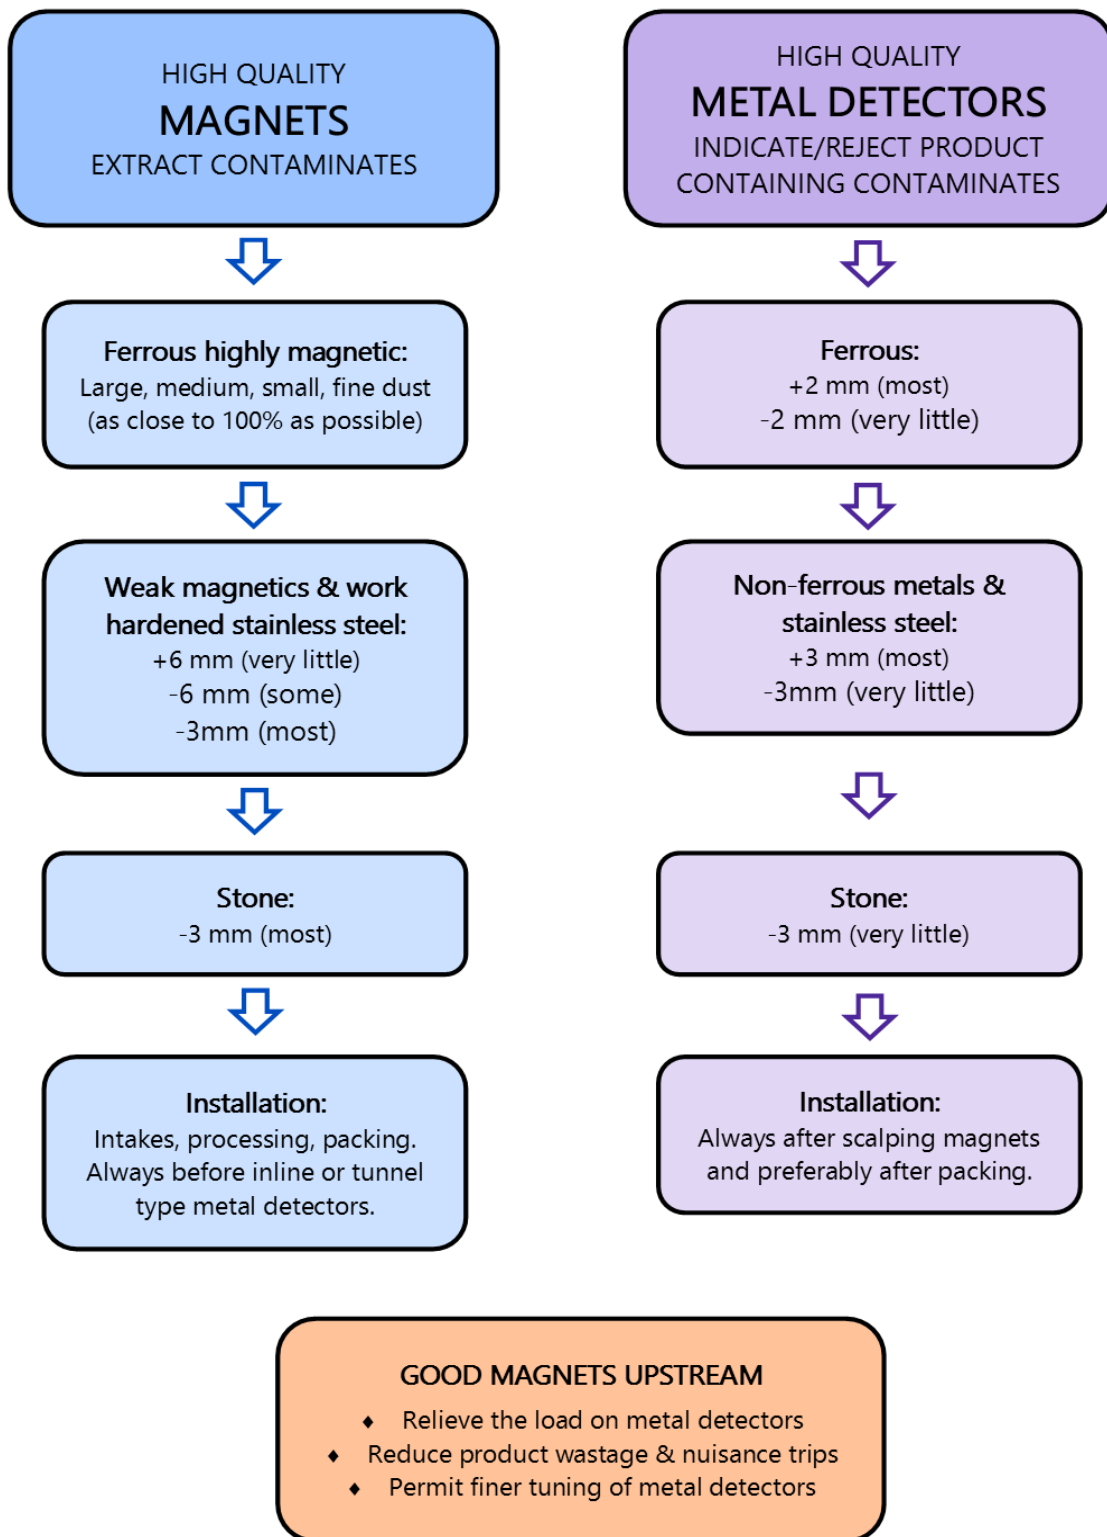 HIGH QUALITY
MAGNETS
EXTRACT CONTAMINATES
Ferrous highly magnetic:
Large, medium, small, fine dust
(as close to 100% as possible)
Weak magnetics & work
hardened stainless steel:
+6 mm (very little)
-6 mm (some)
-3mm (most)
Stone:
-3 mm (most)
Installation:
Intakes, processing, packing.
Always before inline or tunnel
type metal detectors.
HIGH QUALITY
METAL DETECTORS
INDICATE/REJECT PRODUCT
CONTAINING CONTAMINATES
Ferrous:
+2 mm (most)
-2 mm (very little)
Non-ferrous metals &
stainless steel:
+3 mm (most)
-3mm (very little)
Stone:
-3 mm (very little)
Installation:
Always after scalping magnets
and preferably after packing.
GOOD MAGNETS UPSTREAM
♦ Relieve the load on metal detectors
♦ Reduce product wastage & nuisance trips
♦ Permit finer tuning of metal detectors